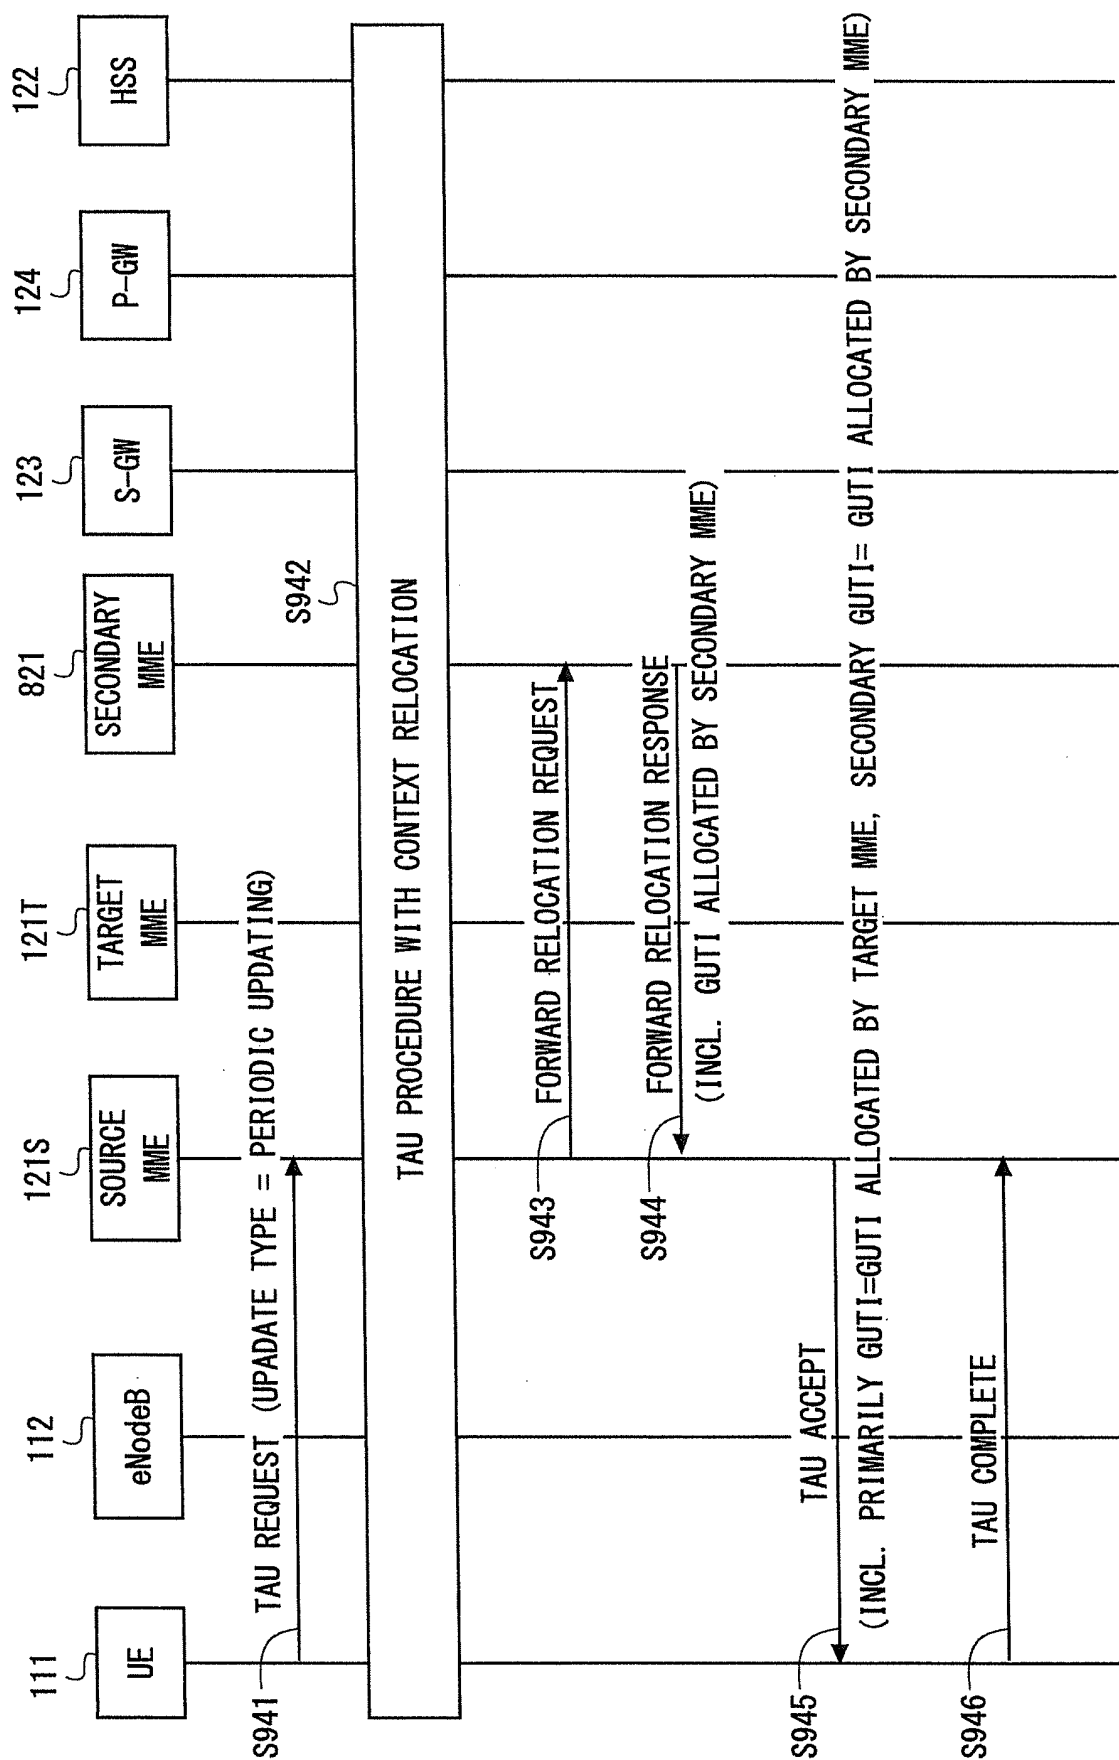 111
UE
112
eNodeB
121S
SOURCE
MME
121T
TARGET
MME
821
SECONDARY
MME
123
S-GW
124
P-GW
122
HSS
S941
TAU REQUEST (UPADATE TYPE = PERIODIC UPDATING)
S942
TAU PROCEDURE WITH CONTEXT RELOCATION
S943
FORWARD RELOCATION REQUEST
S944
FORWARD RELOCATION RESPONSE
(INCL. GUTI ALLOCATED BY SECONDARY MME)
S945
TAU ACCEPT
(INCL. PRIMARILY GUTI=GUTI ALLOCATED BY TARGET MME, SECONDARY GUTI= GUTI ALLOCATED BY SECONDARY MME)
S946
TAU COMPLETE